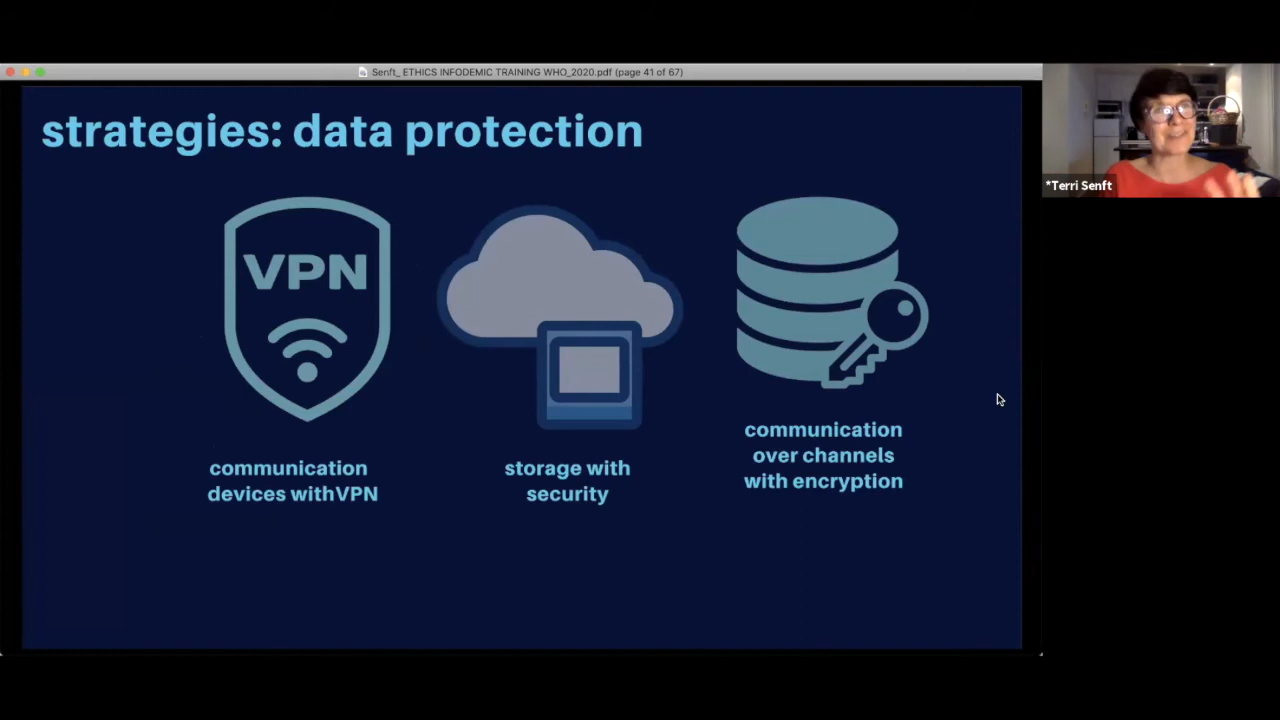 Senft_ ETHICS INFODEMIC TRAINING WHO_2020.pdf (page 41 of 67)
strategies: data protection
VPN
communication
devices withVPN
storage with
security
communication
over channels
with encryption
*Terri Senft